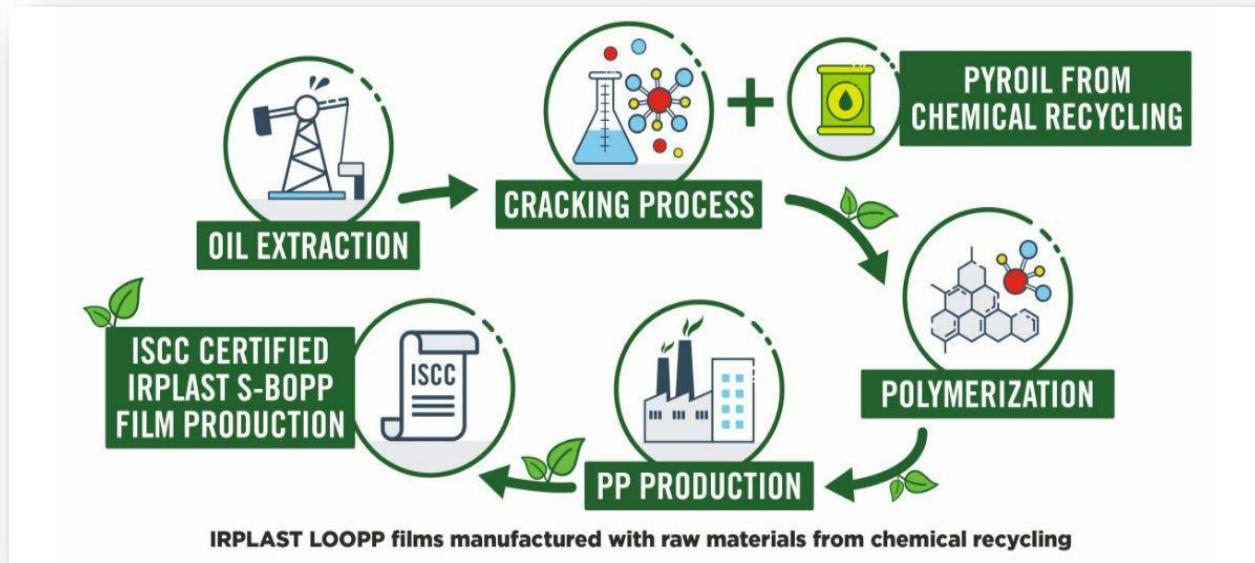 OIL EXTRACTION
CRACKING PROCESS
+
PYROIL FROM
CHEMICAL RECYCLING
POLYMERIZATION
PP PRODUCTION
ISCC
ISCC CERTIFIED
IRPLAST S-BOPP
FILM PRODUCTION
IRPLAST LOOPP films manufactured with raw materials from chemical recycling